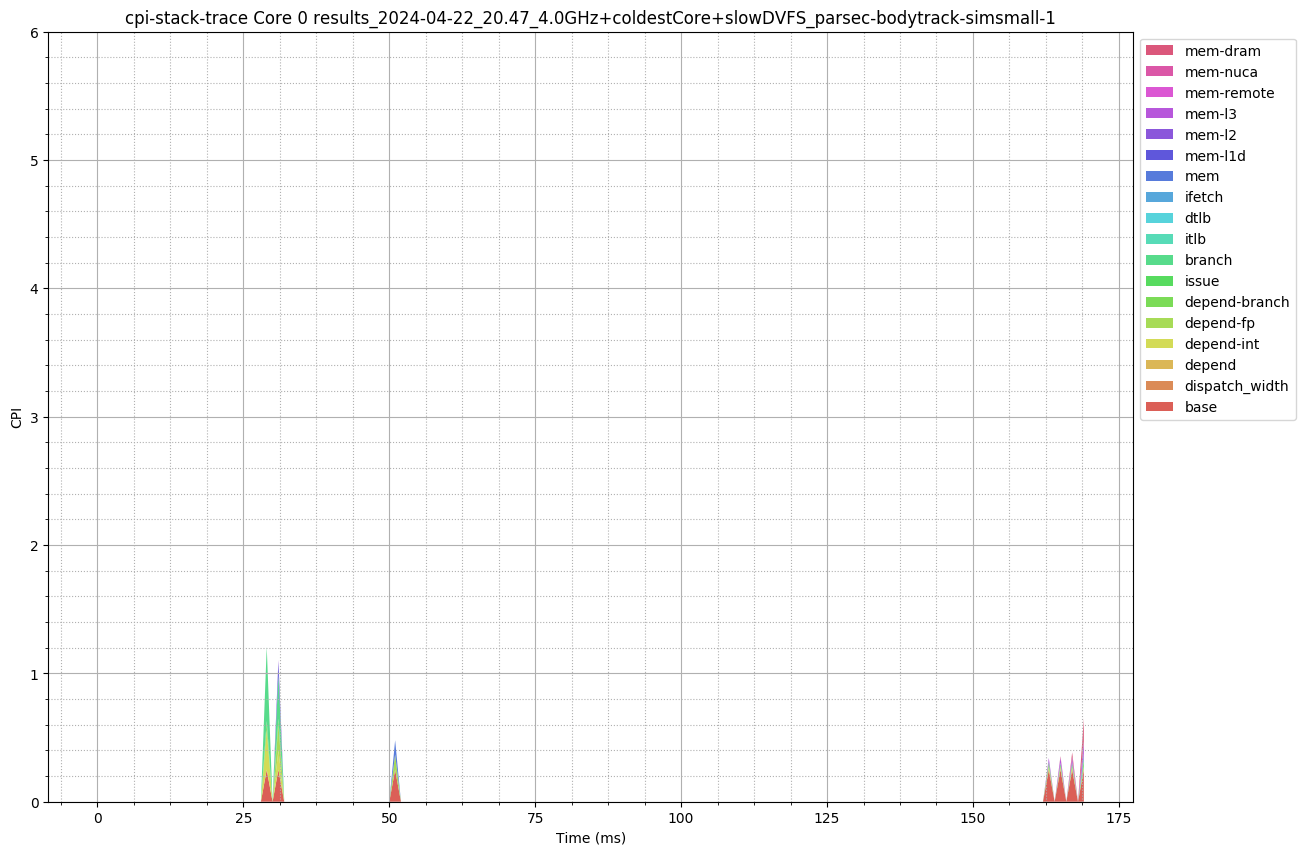 cpi-stack-trace Core 0 results_2024-04-22_20.47_4.0GHz+coldestCore+slowDVFS_parsec-bodytrack-simsmall-1
6
5
4
3
2
1
0
CPI
0 25 50 75 100 125 150 175
Time (ms)
mem-dram
mem-nuca
mem-remote
mem-l3
mem-l2
mem-l1d
mem
ifetch
dtlb
itlb
branch
issue
depend-branch
depend-fp
depend-int
depend
dispatch_width
base